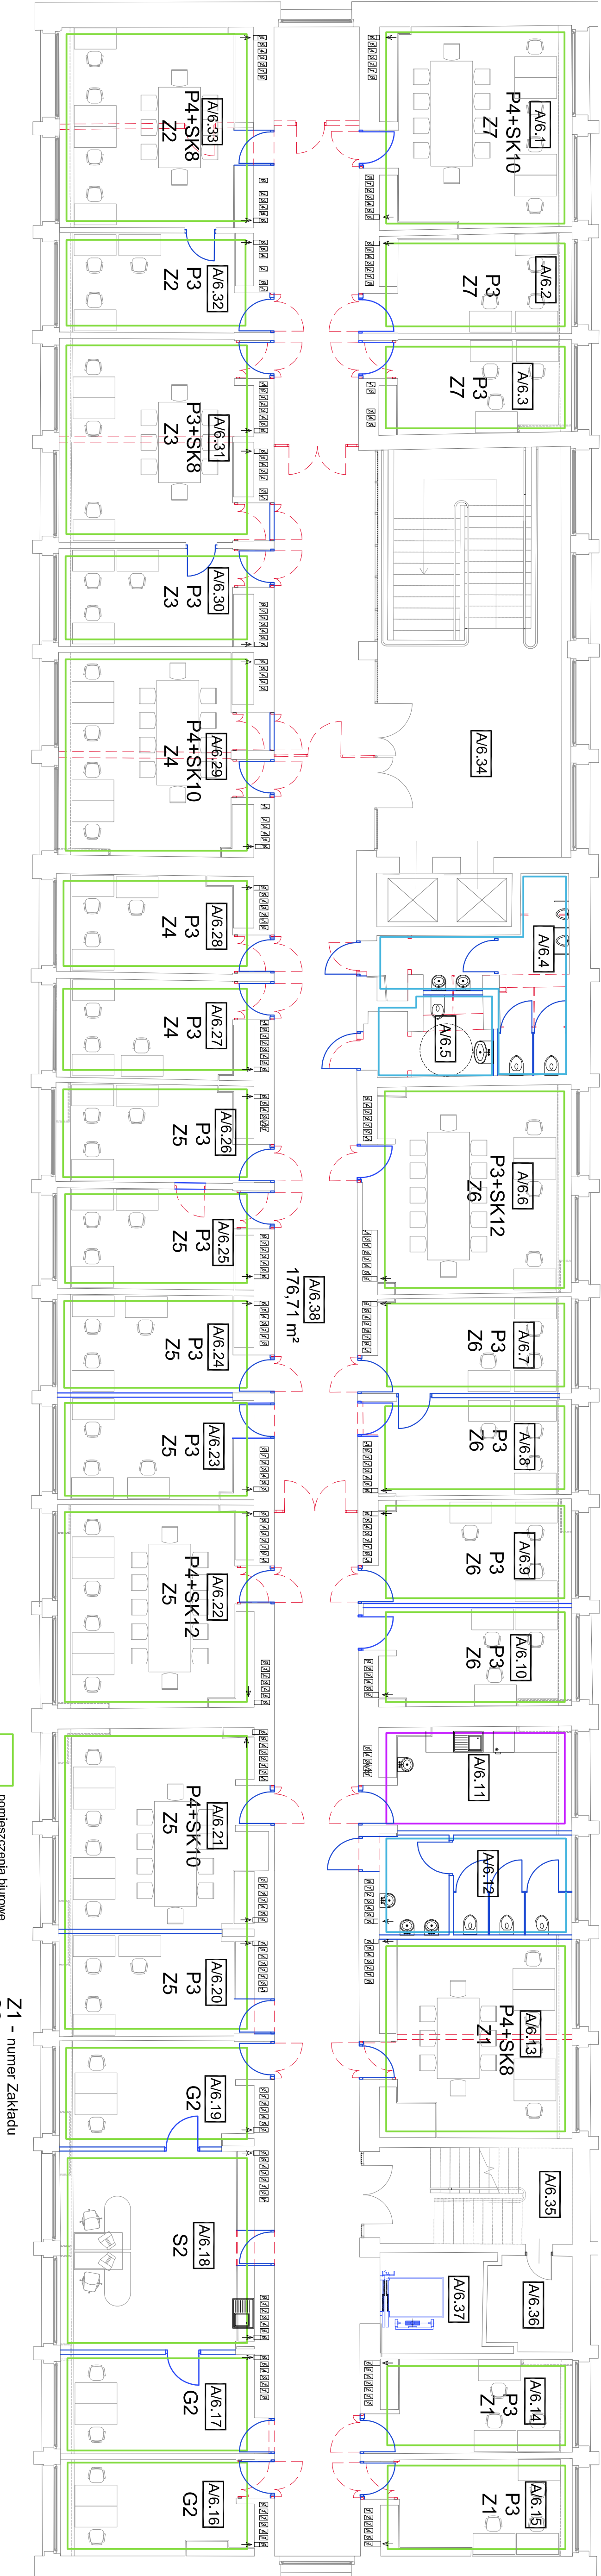 A/6.1
P4+SK10
Z7
A/6.2
P3
Z7
A/6.3
P3
Z7
A/6.34
A/6.4
A/6.5
A/6.6
P3+SK12
Z6
A/6.7
P3
Z6
A/6.8
P3
Z6
A/6.9
P3
Z6
A/6.10
P3
Z6
A/6.11
A/6.12
A/6.13
P4+SK8
Z1
A/6.35
A/6.36
A/6.37
A/6.14
P3
Z1
A/6.15
P3
Z1
A/6.38
176,71 m²
A/6.33
P4+SK8
Z2
A/6.32
P3
Z2
A/6.31
P3+SK8
Z3
A/6.30
P3
Z3
A/6.29
P4+SK10
Z4
A/6.28
P3
Z4
A/6.27
P3
Z4
A/6.26
P3
Z5
A/6.25
P3
Z5
A/6.24
P3
Z5
A/6.23
P3
Z5
A/6.22
P4+SK12
Z5
A/6.21
P4+SK10
Z5
A/6.20
P3
Z5
A/6.19
G2
A/6.18
S2
A/6.17
G2
A/6.16
G2
pomieszczenia biurowe
Z1 - numer Zakładu